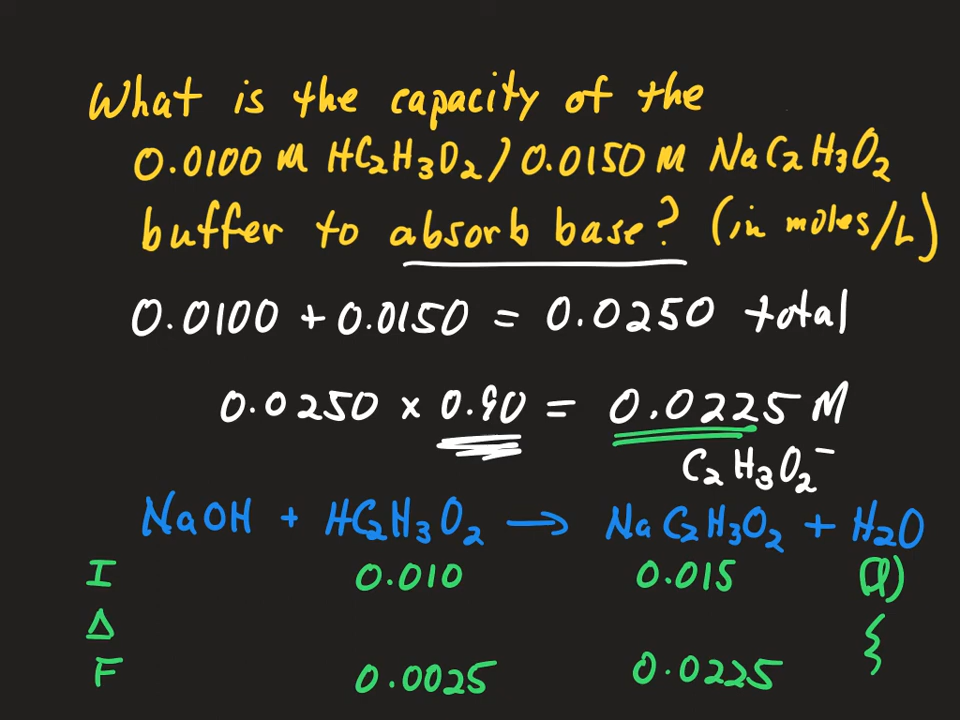 What is the capacity of the
0.0100 M HC₂H₃O₂/0.0150 M NaC₂H₃O₂
buffer to absorb base? (in moles/L)
0.0100 + 0.0150 = 0.0250 total
0.0250 × 0.90 = 0.0225 M
C₂H₃O₂⁻
NaOH + HC₂H₃O₂ → NaC₂H₃O₂ + H₂O
I 0.010 0.015 (l)
Δ
F 0.0025 0.0225